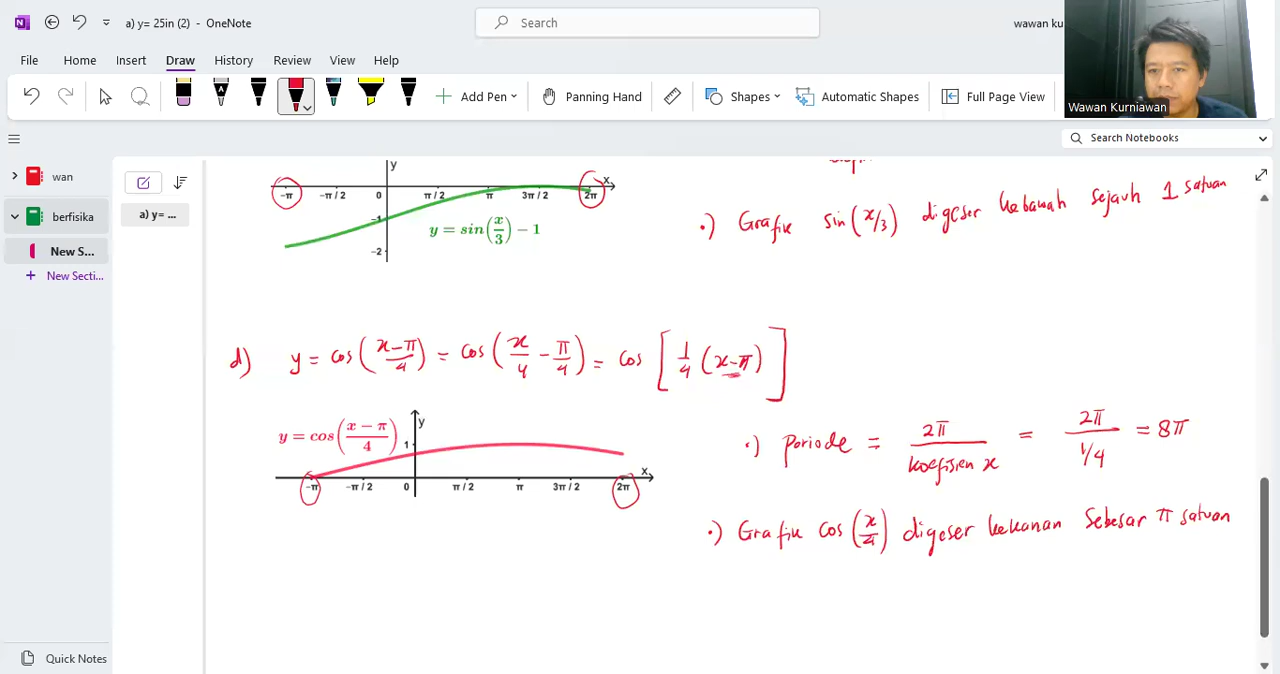 a) y= 25in (2) - OneNote
Search
wawan ku
File Home Insert Draw History Review View Help
Add Pen
Panning Hand
Shapes
Automatic Shapes
Full Page View
Wawan Kurniawan
Search Notebooks
wan
berfisika
New S...
New Secti...
a) y= ...
y
x
-π -π / 2 0 π / 2 π 3π / 2 2π
-1
-2
y = sin(x/3) - 1
·) Grafik sin(x/3) digeser kebawah sejauh 1 satuan
d) y = cos(x-π/4) = cos(x/4 - π/4) = cos[1/4 (x-π)]
y = cos(x - π/4)
y
1
x
-π -π / 2 0 π / 2 π 3π / 2 2π
·) periode = 2π/koefisien x = 2π/1/4 = 8π
·) Grafik cos(x/4) digeser kekanan sebesar π satuan
Quick Notes